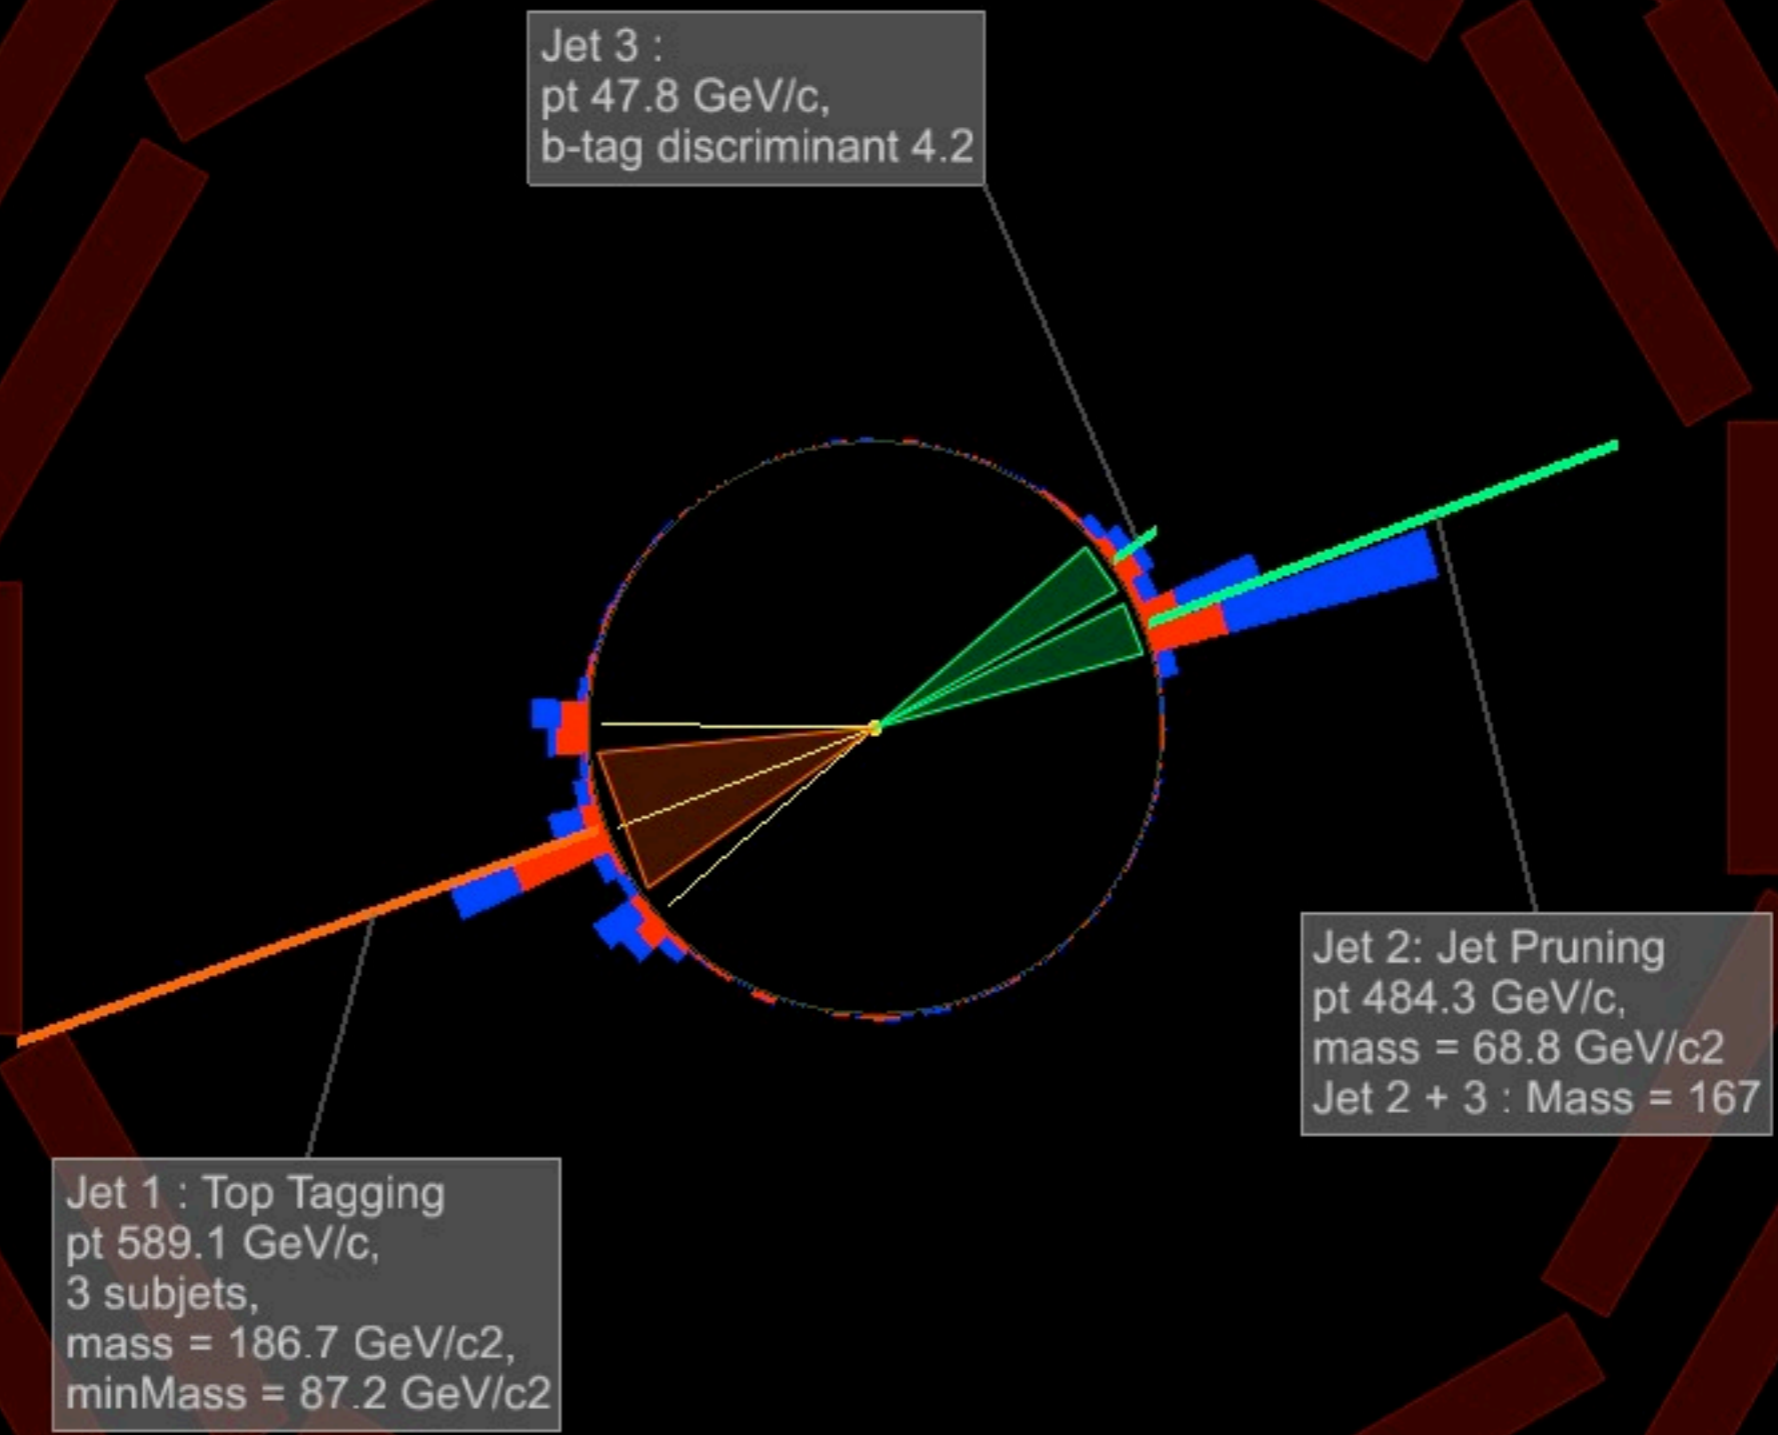 Jet 3 :
pt 47.8 GeV/c,
b-tag discriminant 4.2
Jet 2: Jet Pruning
pt 484.3 GeV/c,
mass = 68.8 GeV/c2
Jet 2 + 3 : Mass = 167
Jet 1 : Top Tagging
pt 589.1 GeV/c,
3 subjets,
mass = 186.7 GeV/c2,
minMass = 87.2 GeV/c2